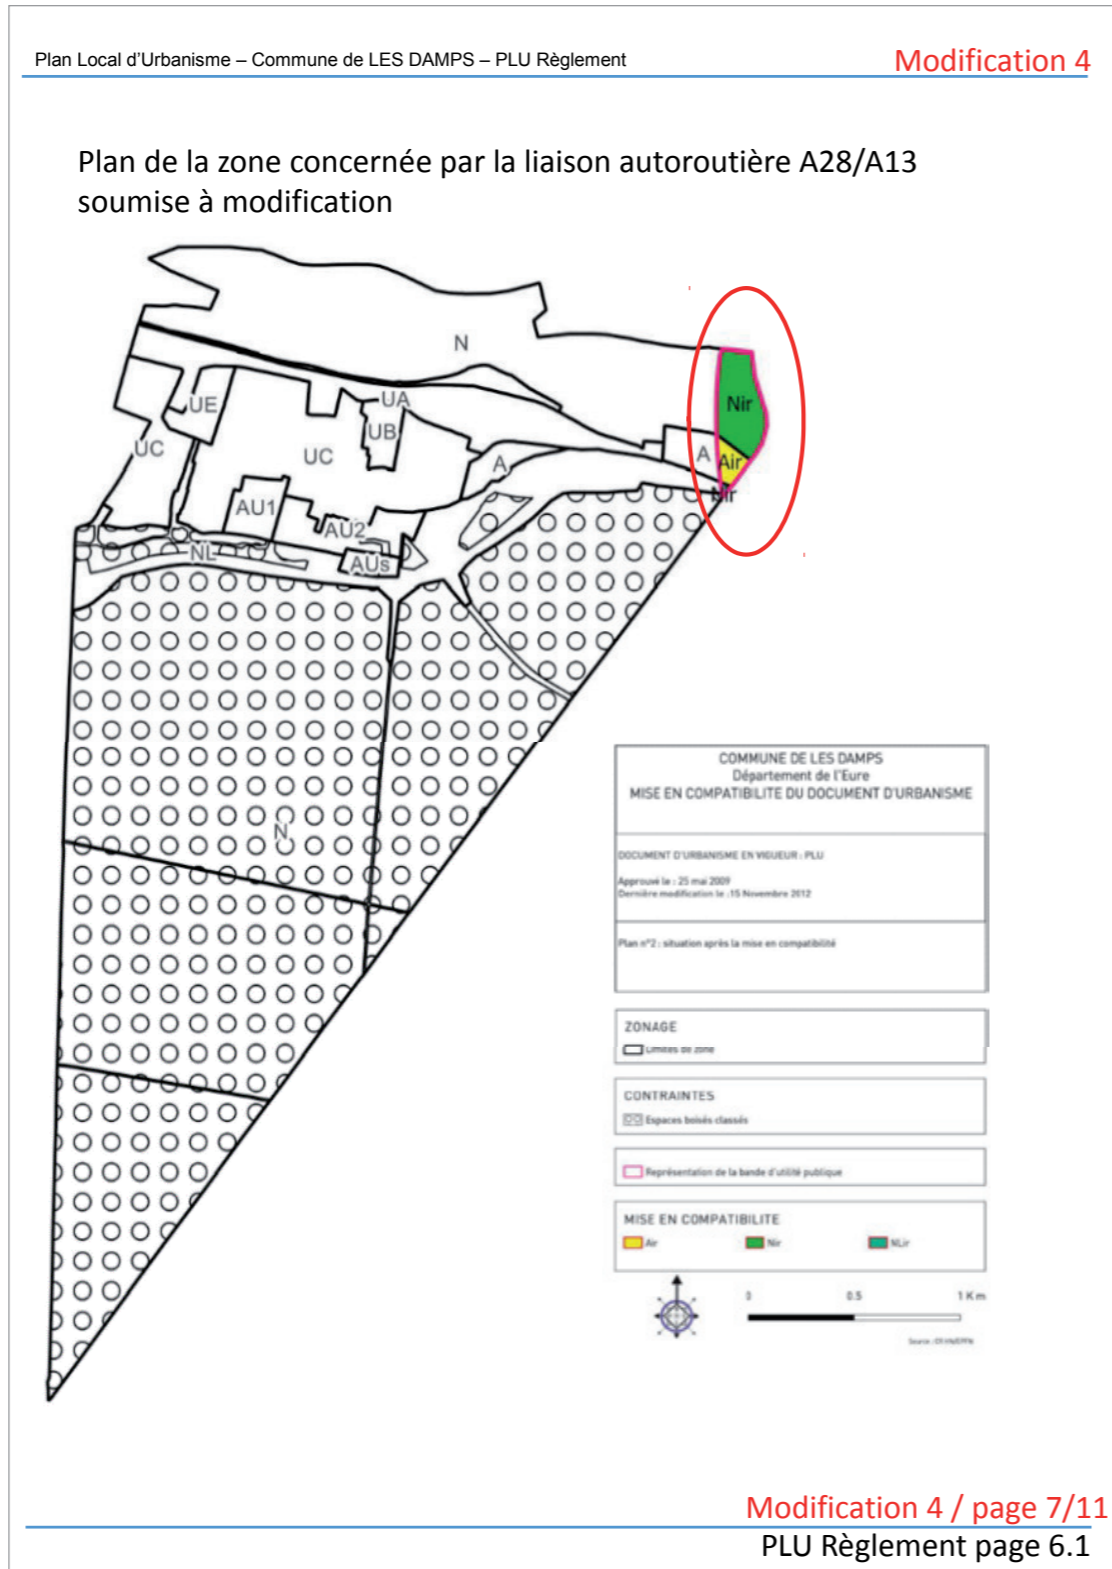 Plan Local d'Urbanisme – Commune de LES DAMPS – PLU Règlement
Modification 4
Plan de la zone concernée par la liaison autoroutière A28/A13
soumise à modification
N
Nir
UE
UA
UB
UC
UC
A
A
Air
Nir
AU1
AU2
NL
AUs
N
COMMUNE DE LES DAMPS
Département de l'Eure
MISE EN COMPATIBILITE DU DOCUMENT D'URBANISME
DOCUMENT D'URBANISME EN VIGUEUR : PLU
Approuvé le : 25 mai 2009
Dernière modification le :15 Novembre 2012
Plan n°2 : situation après la mise en compatibilité
ZONAGE
Limites de zone
CONTRAINTES
Espaces boisés classés
Représentation de la bande d'utilité publique
MISE EN COMPATIBILITE
Air
Nir
NLir
0
0.5
1 Km
Source :
Modification 4 / page 7/11
PLU Règlement page 6.1